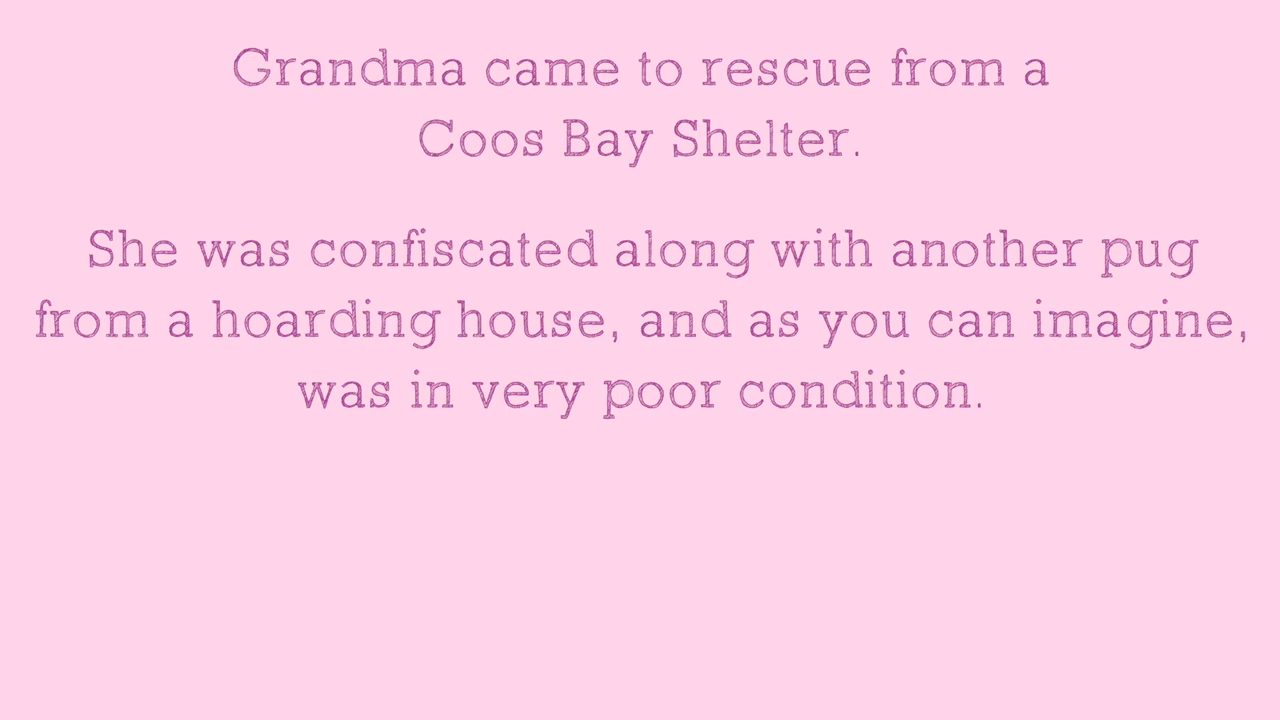 Grandma came to rescue from a
Coos Bay Shelter.
She was confiscated along with another pug
from a hoarding house, and as you can imagine,
was in very poor condition.